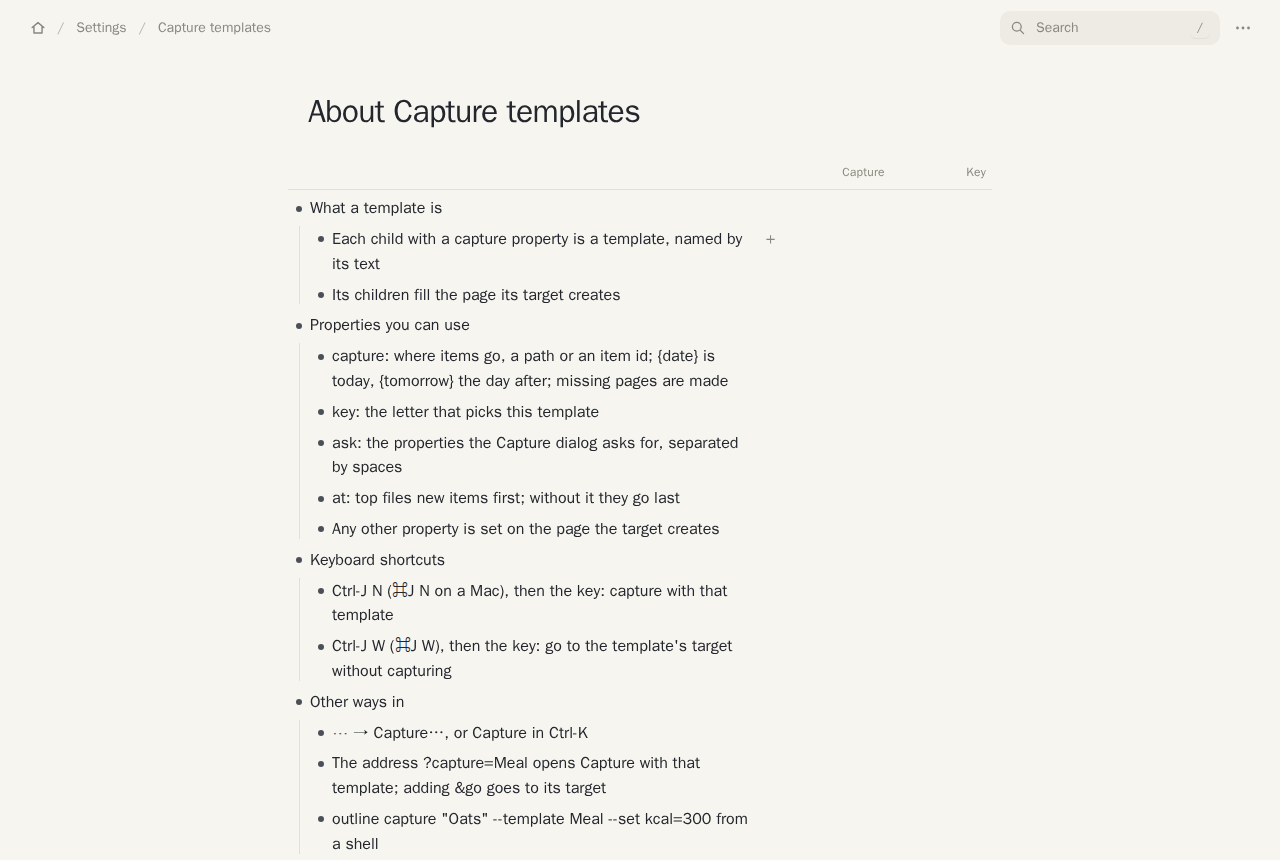 / Settings / Capture templates
Search /
About Capture templates
Capture Key
What a template is
Each child with a capture property is a template, named by
its text
Its children fill the page its target creates
Properties you can use
capture: where items go, a path or an item id; {date} is
today, {tomorrow} the day after; missing pages are made
key: the letter that picks this template
ask: the properties the Capture dialog asks for, separated
by spaces
at: top files new items first; without it they go last
Any other property is set on the page the target creates
Keyboard shortcuts
Ctrl-J N (⌘J N on a Mac), then the key: capture with that
template
Ctrl-J W (⌘J W), then the key: go to the template's target
without capturing
Other ways in
⋯ → Capture…, or Capture in Ctrl-K
The address ?capture=Meal opens Capture with that
template; adding &go goes to its target
outline capture "Oats" --template Meal --set kcal=300 from
a shell